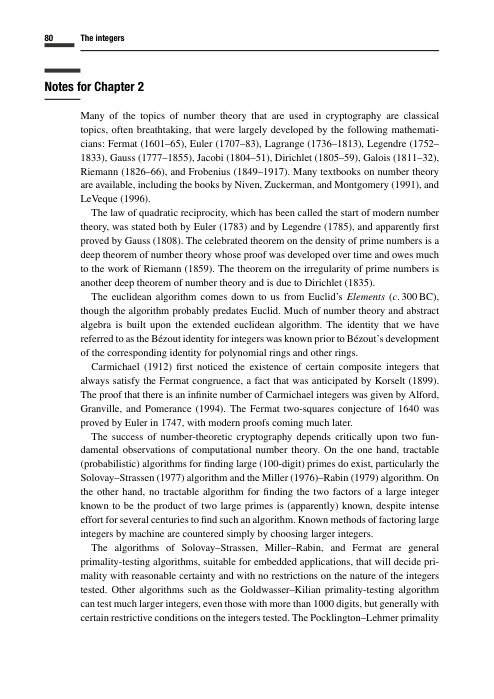 80 The integers
Notes for Chapter 2
Many of the topics of number theory that are used in cryptography are classical
topics, often breathtaking, that were largely developed by the following mathemati-
cians: Fermat (1601–65), Euler (1707–83), Lagrange (1736–1813), Legendre (1752–
1833), Gauss (1777–1855), Jacobi (1804–51), Dirichlet (1805–59), Galois (1811–32),
Riemann (1826–66), and Frobenius (1849–1917). Many textbooks on number theory
are available, including the books by Niven, Zuckerman, and Montgomery (1991), and
LeVeque (1996).
The law of quadratic reciprocity, which has been called the start of modern number
theory, was stated both by Euler (1783) and by Legendre (1785), and apparently first
proved by Gauss (1808). The celebrated theorem on the density of prime numbers is a
deep theorem of number theory whose proof was developed over time and owes much
to the work of Riemann (1859). The theorem on the irregularity of prime numbers is
another deep theorem of number theory and is due to Dirichlet (1835).
The euclidean algorithm comes down to us from Euclid's Elements (c. 300 BC),
though the algorithm probably predates Euclid. Much of number theory and abstract
algebra is built upon the extended euclidean algorithm. The identity that we have
referred to as the Bézout identity for integers was known prior to Bézout's development
of the corresponding identity for polynomial rings and other rings.
Carmichael (1912) first noticed the existence of certain composite integers that
always satisfy the Fermat congruence, a fact that was anticipated by Korselt (1899).
The proof that there is an infinite number of Carmichael integers was given by Alford,
Granville, and Pomerance (1994). The Fermat two-squares conjecture of 1640 was
proved by Euler in 1747, with modern proofs coming much later.
The success of number-theoretic cryptography depends critically upon two fun-
damental observations of computational number theory. On the one hand, tractable
(probabilistic) algorithms for finding large (100-digit) primes do exist, particularly the
Solovay–Strassen (1977) algorithm and the Miller (1976)–Rabin (1979) algorithm. On
the other hand, no tractable algorithm for finding the two factors of a large integer
known to be the product of two large primes is (apparently) known, despite intense
effort for several centuries to find such an algorithm. Known methods of factoring large
integers by machine are countered simply by choosing larger integers.
The algorithms of Solovay–Strassen, Miller–Rabin, and Fermat are general
primality-testing algorithms, suitable for embedded applications, that will decide pri-
mality with reasonable certainty and with no restrictions on the nature of the integers
tested. Other algorithms such as the Goldwasser–Kilian primality-testing algorithm
can test much larger integers, even those with more than 1000 digits, but generally with
certain restrictive conditions on the integers tested. The Pocklington–Lehmer primality